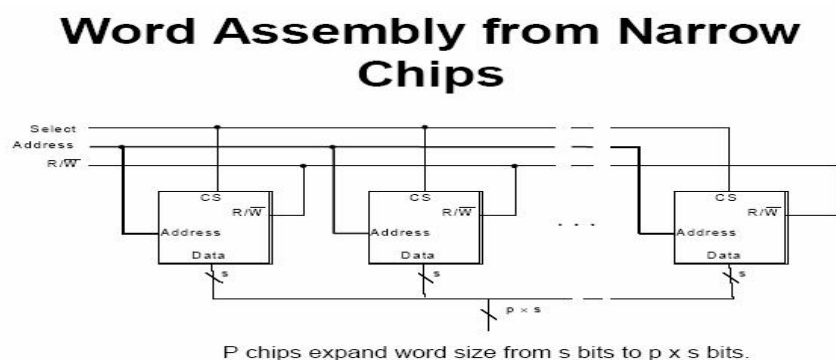 Word Assembly from Narrow
Chips
Select
Address
R/W̅
CS
CS
CS
R/W̅
R/W̅
R/W̅
Address
Address
. . .
Address
Data
Data
Data
s
s
s
p × s
P chips expand word size from s bits to p x s bits.